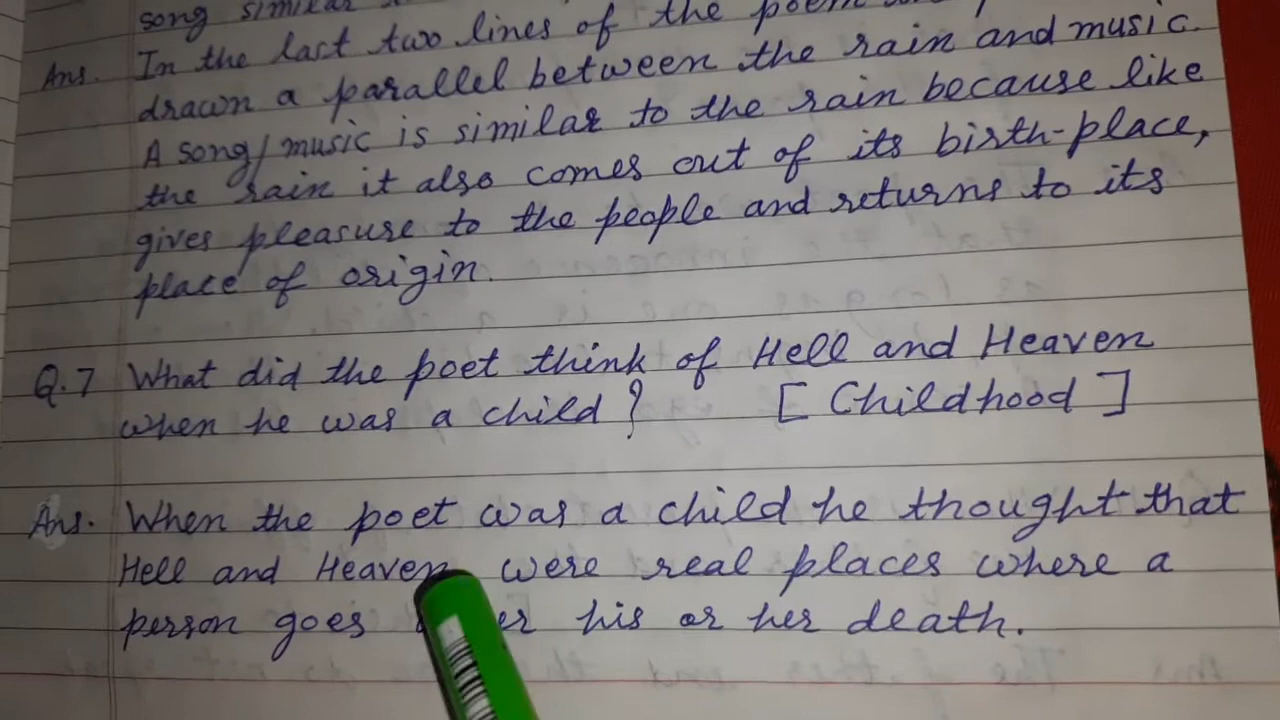 song similar
Ans. In the last two lines of the poem
drawn a parallel between the rain and music.
A song/music is similar to the rain because like
the rain it also comes out of its birth-place,
gives pleasure to the people and returns to its
place of origin.
Q.7 What did the poet think of Hell and Heaven
when he was a child? [Childhood]
Ans. When the poet was a child he thought that
Hell and Heaven were real places where a
person goes his or her death.